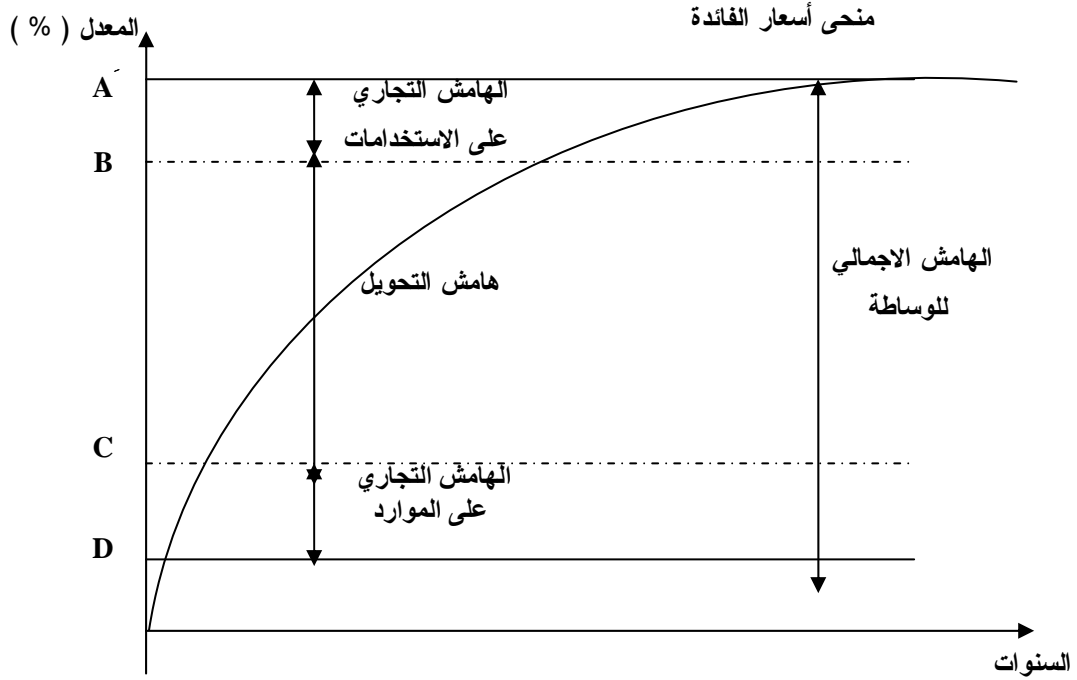 منحى أسعار الفائدة
المعدل ( % )
A
الهامش التجاري
على الاستخدامات
B
الهامش الاجمالي
للوساطة
هامش التحويل
C
الهامش التجاري
على الموارد
D
السنوات